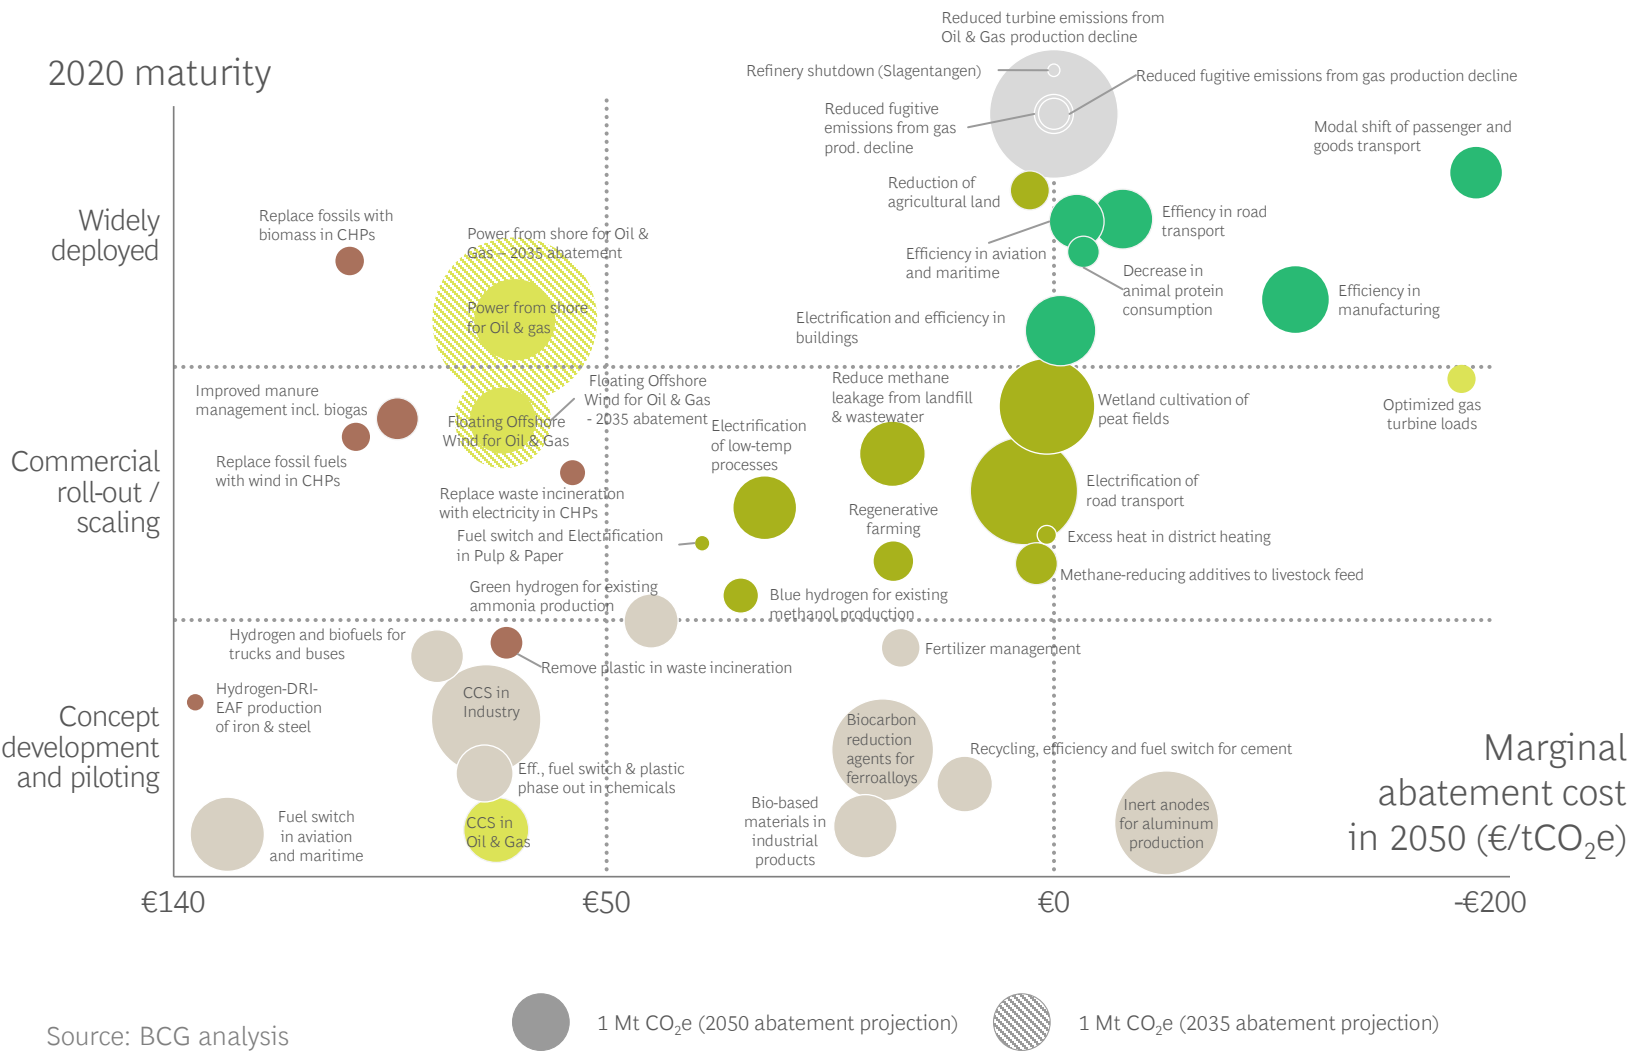 2020 maturity
Reduced turbine emissions from
Oil & Gas production decline
Refinery shutdown (Slagentangen)
Reduced fugitive emissions from gas production decline
Reduced fugitive
emissions from gas
prod. decline
Modal shift of passenger and
goods transport
Reduction of
agricultural land
Widely
deployed
Replace fossils with
biomass in CHPs
Power from shore for Oil &
Gas – 2035 abatement
Power from shore
for Oil & gas
Effiency in road
transport
Efficiency in aviation
and maritime
Decrease in
animal protein
consumption
Efficiency in
manufacturing
Electrification and efficiency in
buildings
Improved manure
management incl. biogas
Floating Offshore
Wind for Oil & Gas
- 2035 abatement
Reduce methane
leakage from landfill
& wastewater
Wetland cultivation of
peat fields
Optimized gas
turbine loads
Floating Offshore
Wind for Oil & Gas
Electrification
of low-temp
processes
Commercial
roll-out /
scaling
Replace fossil fuels
with wind in CHPs
Replace waste incineration
with electricity in CHPs
Electrification of
road transport
Regenerative
farming
Fuel switch and Electrification
in Pulp & Paper
Excess heat in district heating
Methane-reducing additives to livestock feed
Green hydrogen for existing
ammonia production
Blue hydrogen for existing
methanol production
Hydrogen and biofuels for
trucks and buses
Remove plastic in waste incineration
Fertilizer management
Hydrogen-DRI-
EAF production
of iron & steel
CCS in
Industry
Concept
development
and piloting
Biocarbon
reduction
agents for
ferroalloys
Recycling, efficiency and fuel switch for cement
Eff., fuel switch & plastic
phase out in chemicals
Fuel switch
in aviation
and maritime
CCS in
Oil & Gas
Bio-based
materials in
industrial
products
Inert anodes
for aluminum
production
Marginal
abatement cost
in 2050 (€/tCO₂e)
€140
€50
€0
-€200
1 Mt CO₂e (2050 abatement projection)
1 Mt CO₂e (2035 abatement projection)
Source: BCG analysis